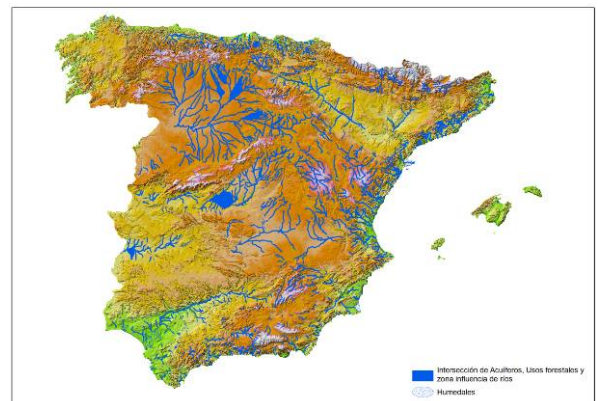 Intersección de Acuíferos, Usos forestales y
zona influencia de ríos
Humedales